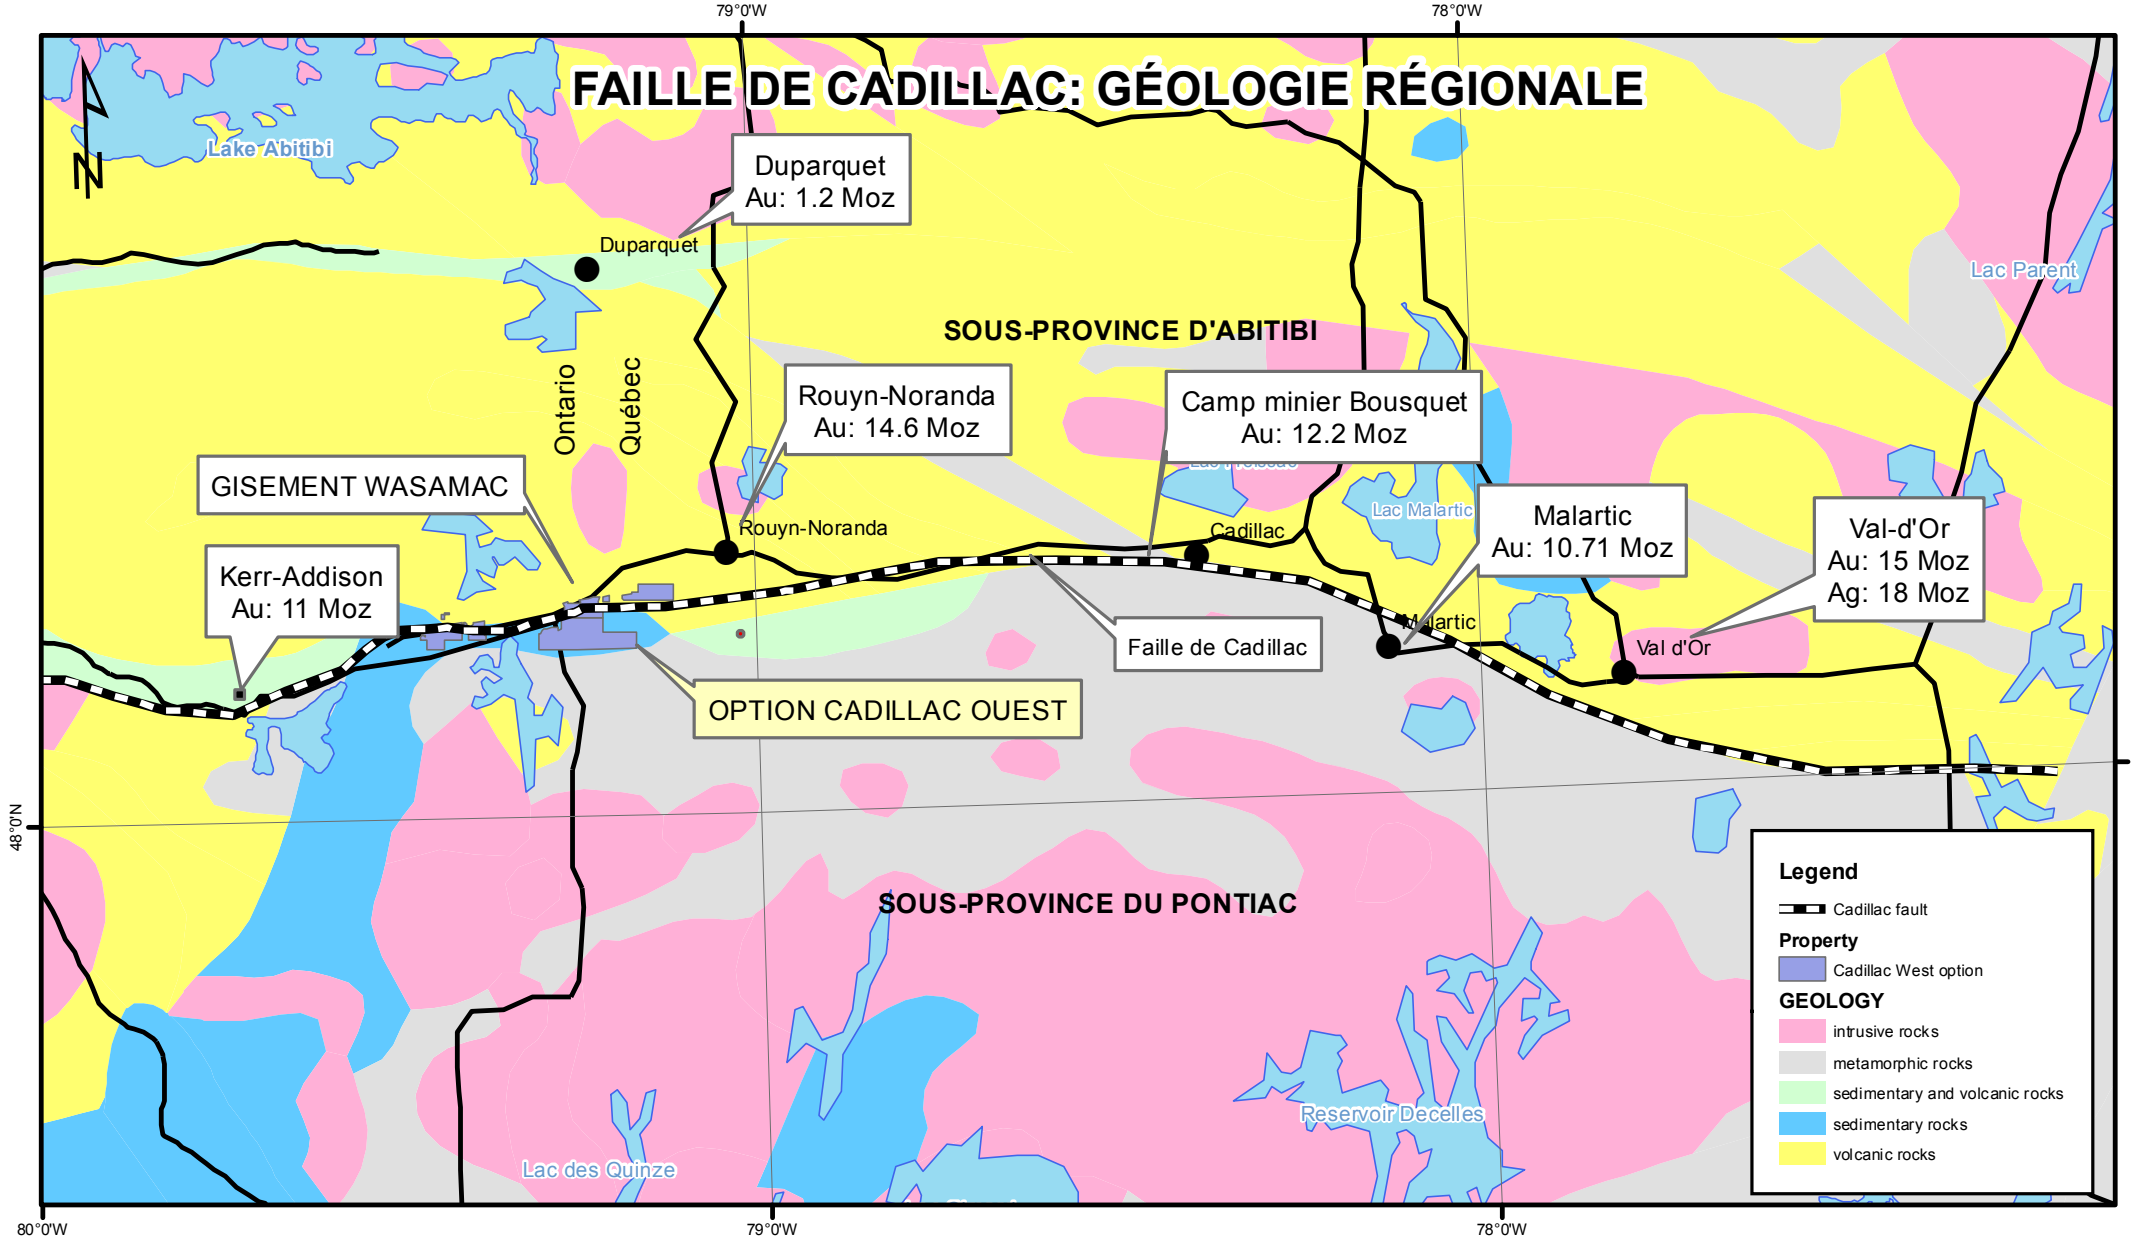 79°0'W
78°0'W
FAILLE DE CADILLAC: GÉOLOGIE RÉGIONALE
N
Lake Abitibi
Duparquet
Au: 1.2 Moz
Duparquet
Lac Parent
SOUS-PROVINCE D'ABITIBI
Ontario
Québec
Rouyn-Noranda
Au: 14.6 Moz
Camp minier Bousquet
Au: 12.2 Moz
GISEMENT WASAMAC
Lac Malartic
Malartic
Au: 10.71 Moz
Val-d'Or
Au: 15 Moz
Ag: 18 Moz
Rouyn-Noranda
Cadillac
Kerr-Addison
Au: 11 Moz
Malartic
Faille de Cadillac
Val d'Or
OPTION CADILLAC OUEST
48°0'N
SOUS-PROVINCE DU PONTIAC
Legend
Cadillac fault
Property
Cadillac West option
GEOLOGY
intrusive rocks
metamorphic rocks
sedimentary and volcanic rocks
sedimentary rocks
volcanic rocks
Reservoir Decelles
Lac des Quinze
80°0'W
79°0'W
78°0'W